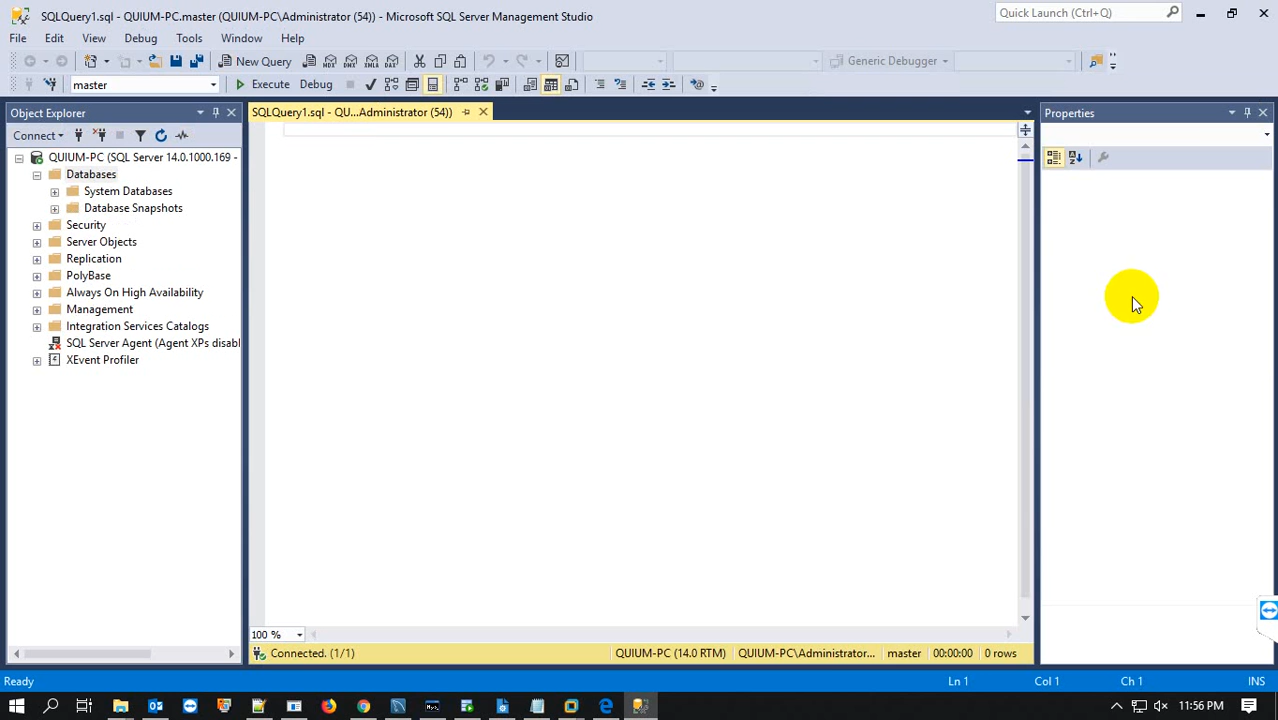 SQLQuery1.sql - QUIUM-PC.master (QUIUM-PC\Administrator (54)) - Microsoft SQL Server Management Studio
Quick Launch (Ctrl+Q)
File Edit View Debug Tools Window Help
New Query
MDX DMX XMLA DAX
Generic Debugger
master
Execute Debug
Object Explorer
SQLQuery1.sql - QU...Administrator (54))
Properties
Connect
QUIUM-PC (SQL Server 14.0.1000.169 -
Databases
System Databases
Database Snapshots
Security
Server Objects
Replication
PolyBase
Always On High Availability
Management
Integration Services Catalogs
SQL Server Agent (Agent XPs disabl
XEvent Profiler
100 %
Connected. (1/1)
QUIUM-PC (14.0 RTM)
QUIUM-PC\Administrator...
master
00:00:00
0 rows
Ready
Ln 1
Col 1
Ch 1
INS
11:56 PM